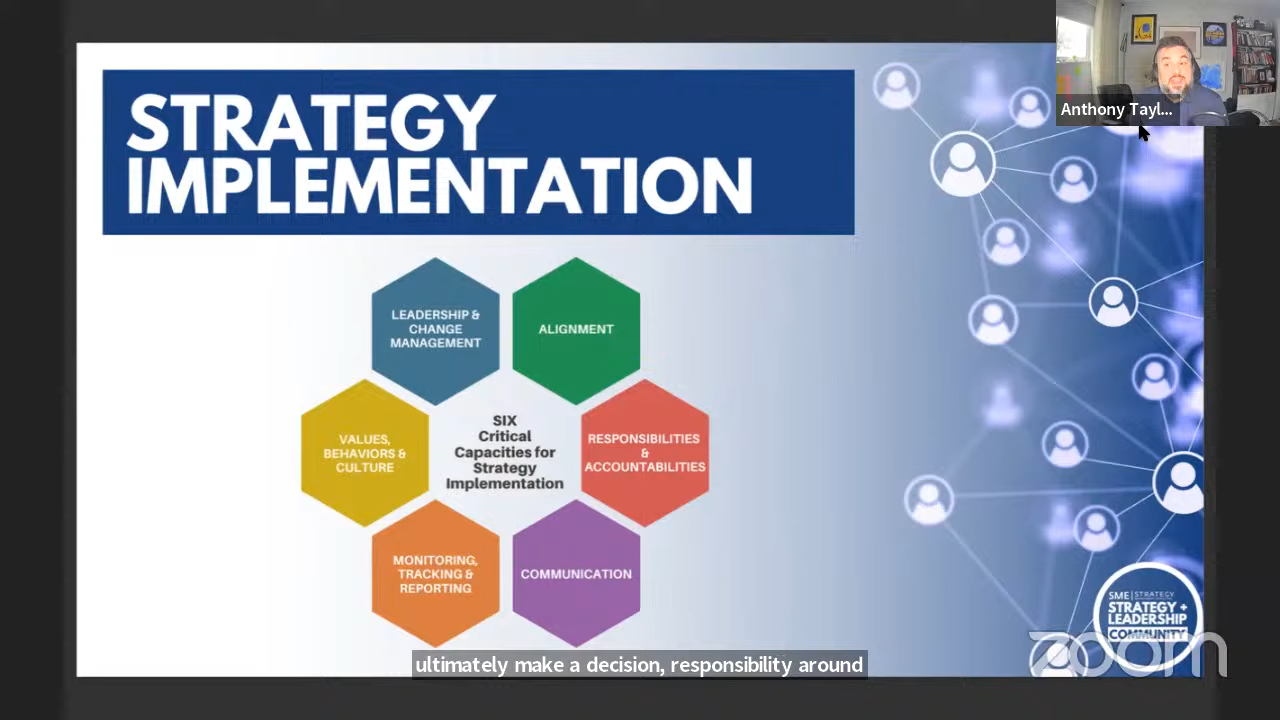 STRATEGY
IMPLEMENTATION
Anthony Tayl...
LEADERSHIP &
CHANGE
MANAGEMENT
ALIGNMENT
VALUES,
BEHAVIORS &
CULTURE
SIX
Critical
Capacities for
Strategy
Implementation
RESPONSIBILITIES
&
ACCOUNTABILITIES
MONITORING,
TRACKING &
REPORTING
COMMUNICATION
SME | STRATEGY
STRATEGY +
LEADERSHIP
COMMUNITY
zoom
ultimately make a decision, responsibility around